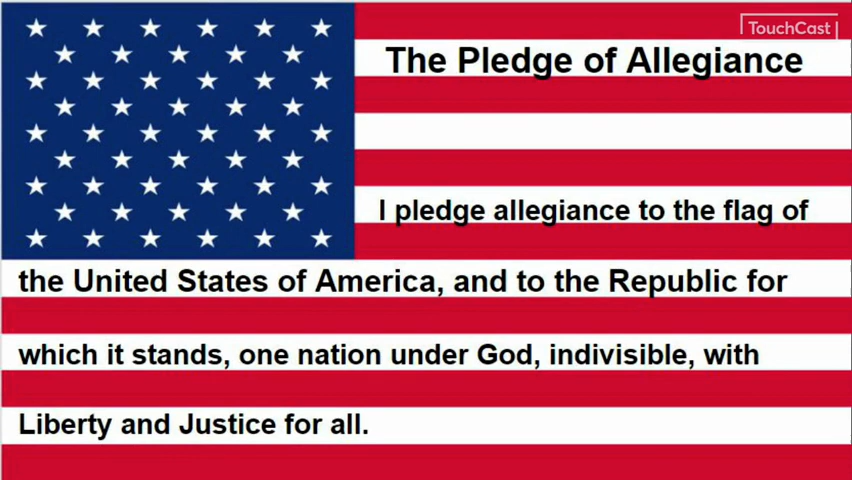 TouchCast
The Pledge of Allegiance
I pledge allegiance to the flag of
the United States of America, and to the Republic for
which it stands, one nation under God, indivisible, with
Liberty and Justice for all.